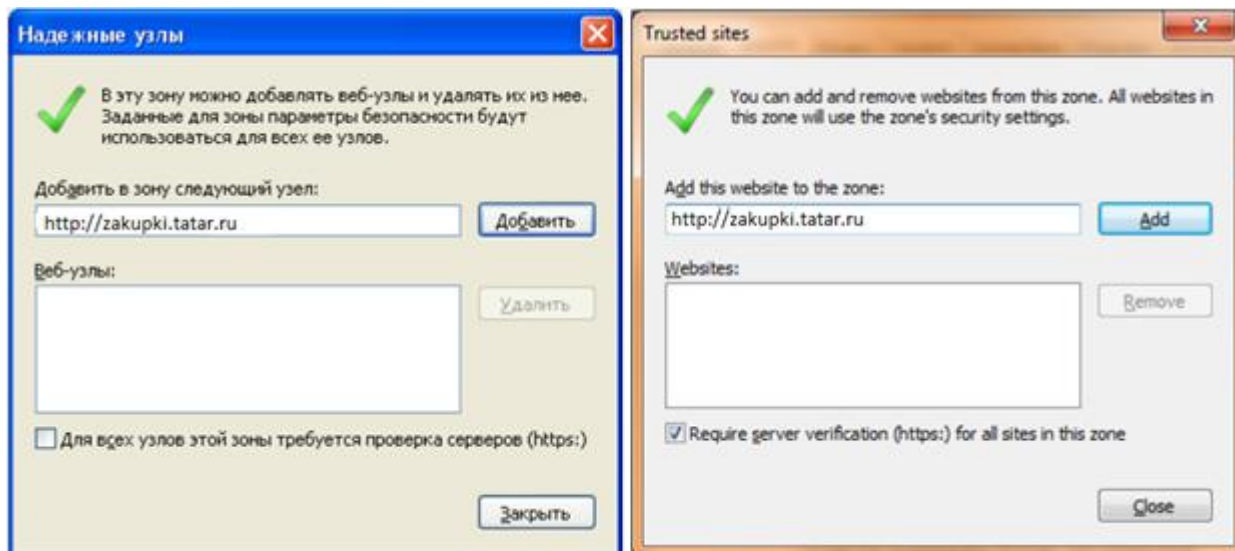 Надежные узлы
В эту зону можно добавлять веб-узлы и удалять их из нее.
Заданные для зоны параметры безопасности будут
использоваться для всех ее узлов.
Добавить в зону следующий узел:
http://zakupki.tatar.ru
Добавить
Веб-узлы:
Удалить
Для всех узлов этой зоны требуется проверка серверов (https:)
Закрыть
Trusted sites
You can add and remove websites from this zone. All websites in
this zone will use the zone's security settings.
Add this website to the zone:
http://zakupki.tatar.ru
Add
Websites:
Remove
Require server verification (https:) for all sites in this zone
Close